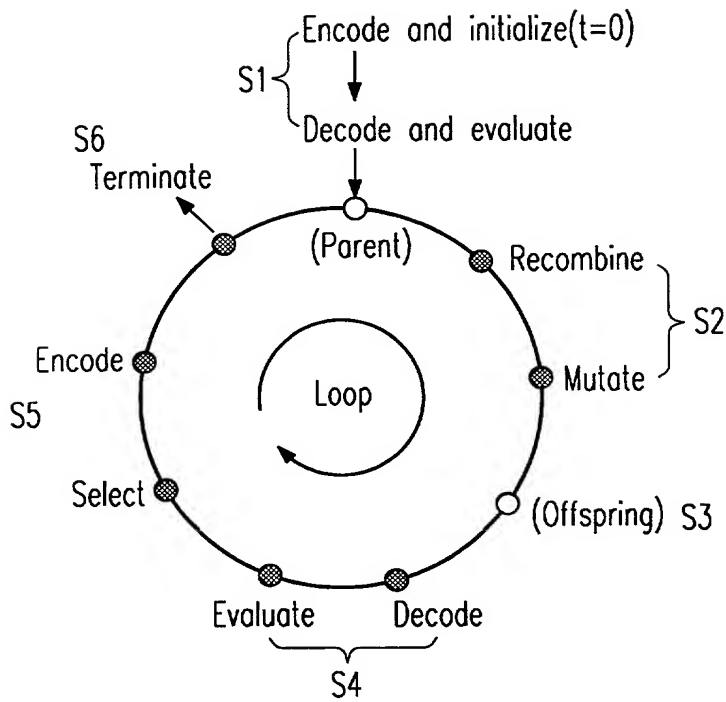 Encode and initialize(t=0)
S1
Decode and evaluate
S6
Terminate
(Parent)
Recombine
S2
Mutate
Encode
Loop
S5
Select
(Offspring) S3
Evaluate Decode
S4